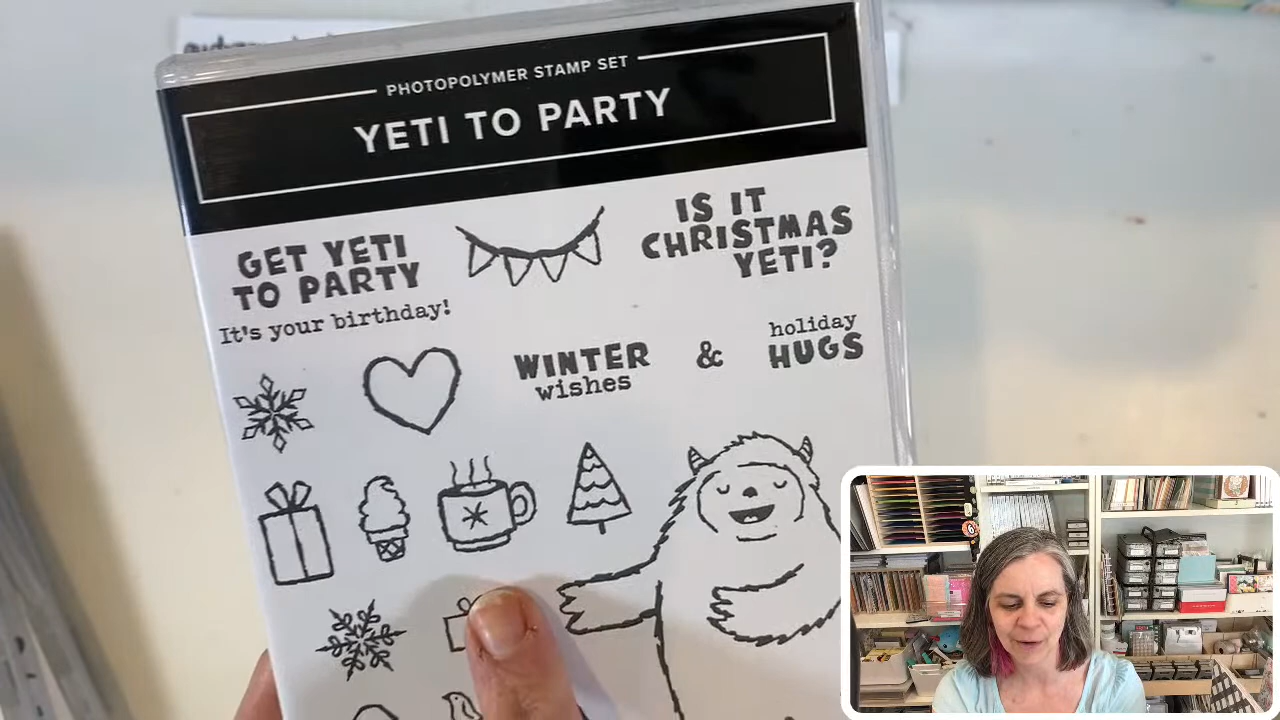 PHOTOPOLYMER STAMP SET
YETI TO PARTY
GET YETI
TO PARTY
It's your birthday!
IS IT
CHRISTMAS
YETI?
WINTER
wishes
&
holiday
HUGS